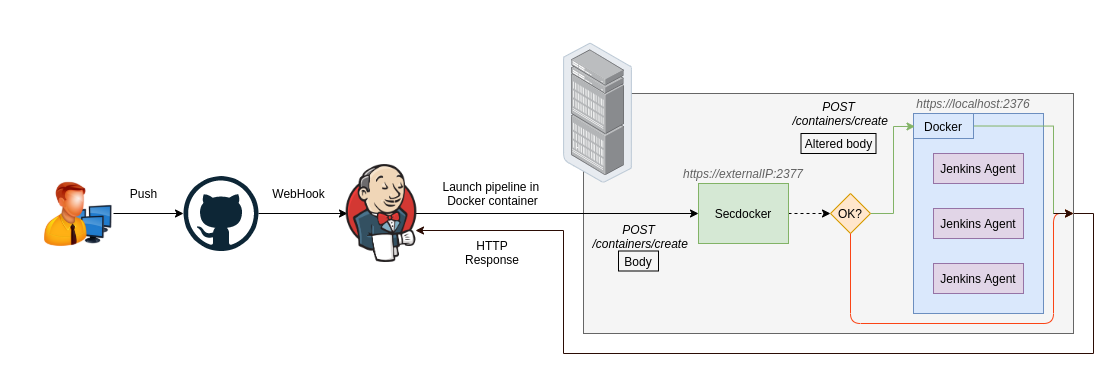 Push
WebHook
Launch pipeline in
Docker container
HTTP
Response
POST
/containers/create
Body
https://externalIP:2377
Secdocker
OK?
POST
/containers/create
Altered body
https://localhost:2376
Docker
Jenkins Agent
Jenkins Agent
Jenkins Agent